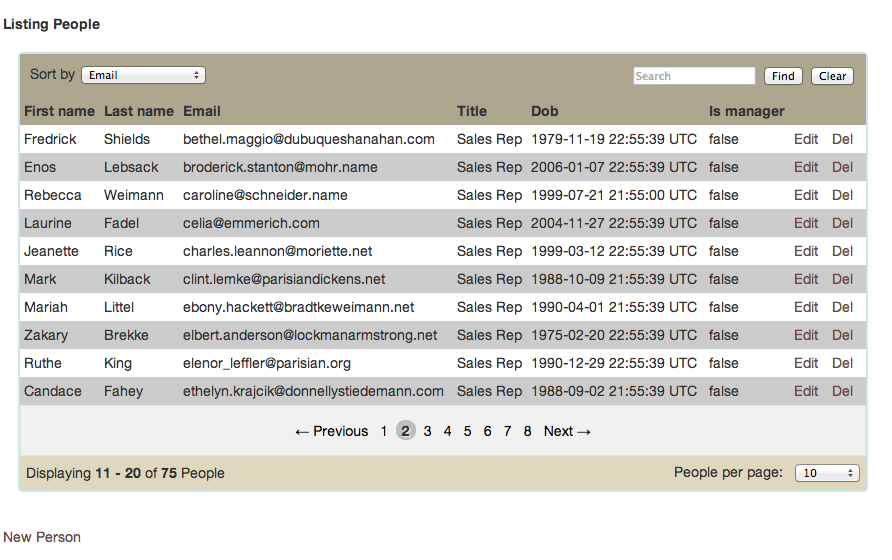 Listing People
Sort by Email Search Find Clear
First name Last name Email Title Dob Is manager
Fredrick Shields bethel.maggio@dubuqueshanahan.com Sales Rep 1979-11-19 22:55:39 UTC false Edit Del
Enos Lebsack broderick.stanton@mohr.name Sales Rep 2006-01-07 22:55:39 UTC false Edit Del
Rebecca Weimann caroline@schneider.name Sales Rep 1999-07-21 21:55:00 UTC false Edit Del
Laurine Fadel celia@emmerich.com Sales Rep 2004-11-27 22:55:39 UTC false Edit Del
Jeanette Rice charles.leannon@moriette.net Sales Rep 1999-03-12 22:55:39 UTC false Edit Del
Mark Kilback clint.lemke@parisiandickens.net Sales Rep 1988-10-09 21:55:39 UTC false Edit Del
Mariah Littel ebony.hackett@bradtkeweimann.net Sales Rep 1990-04-01 21:55:39 UTC false Edit Del
Zakary Brekke elbert.anderson@lockmanarmstrong.net Sales Rep 1975-02-20 22:55:39 UTC false Edit Del
Ruthe King elenor_leffler@parisian.org Sales Rep 1990-12-29 22:55:39 UTC false Edit Del
Candace Fahey ethelyn.krajcik@donnellystiedemann.com Sales Rep 1988-09-02 21:55:39 UTC false Edit Del
← Previous 1 2 3 4 5 6 7 8 Next →
Displaying 11 - 20 of 75 People People per page: 10
New Person